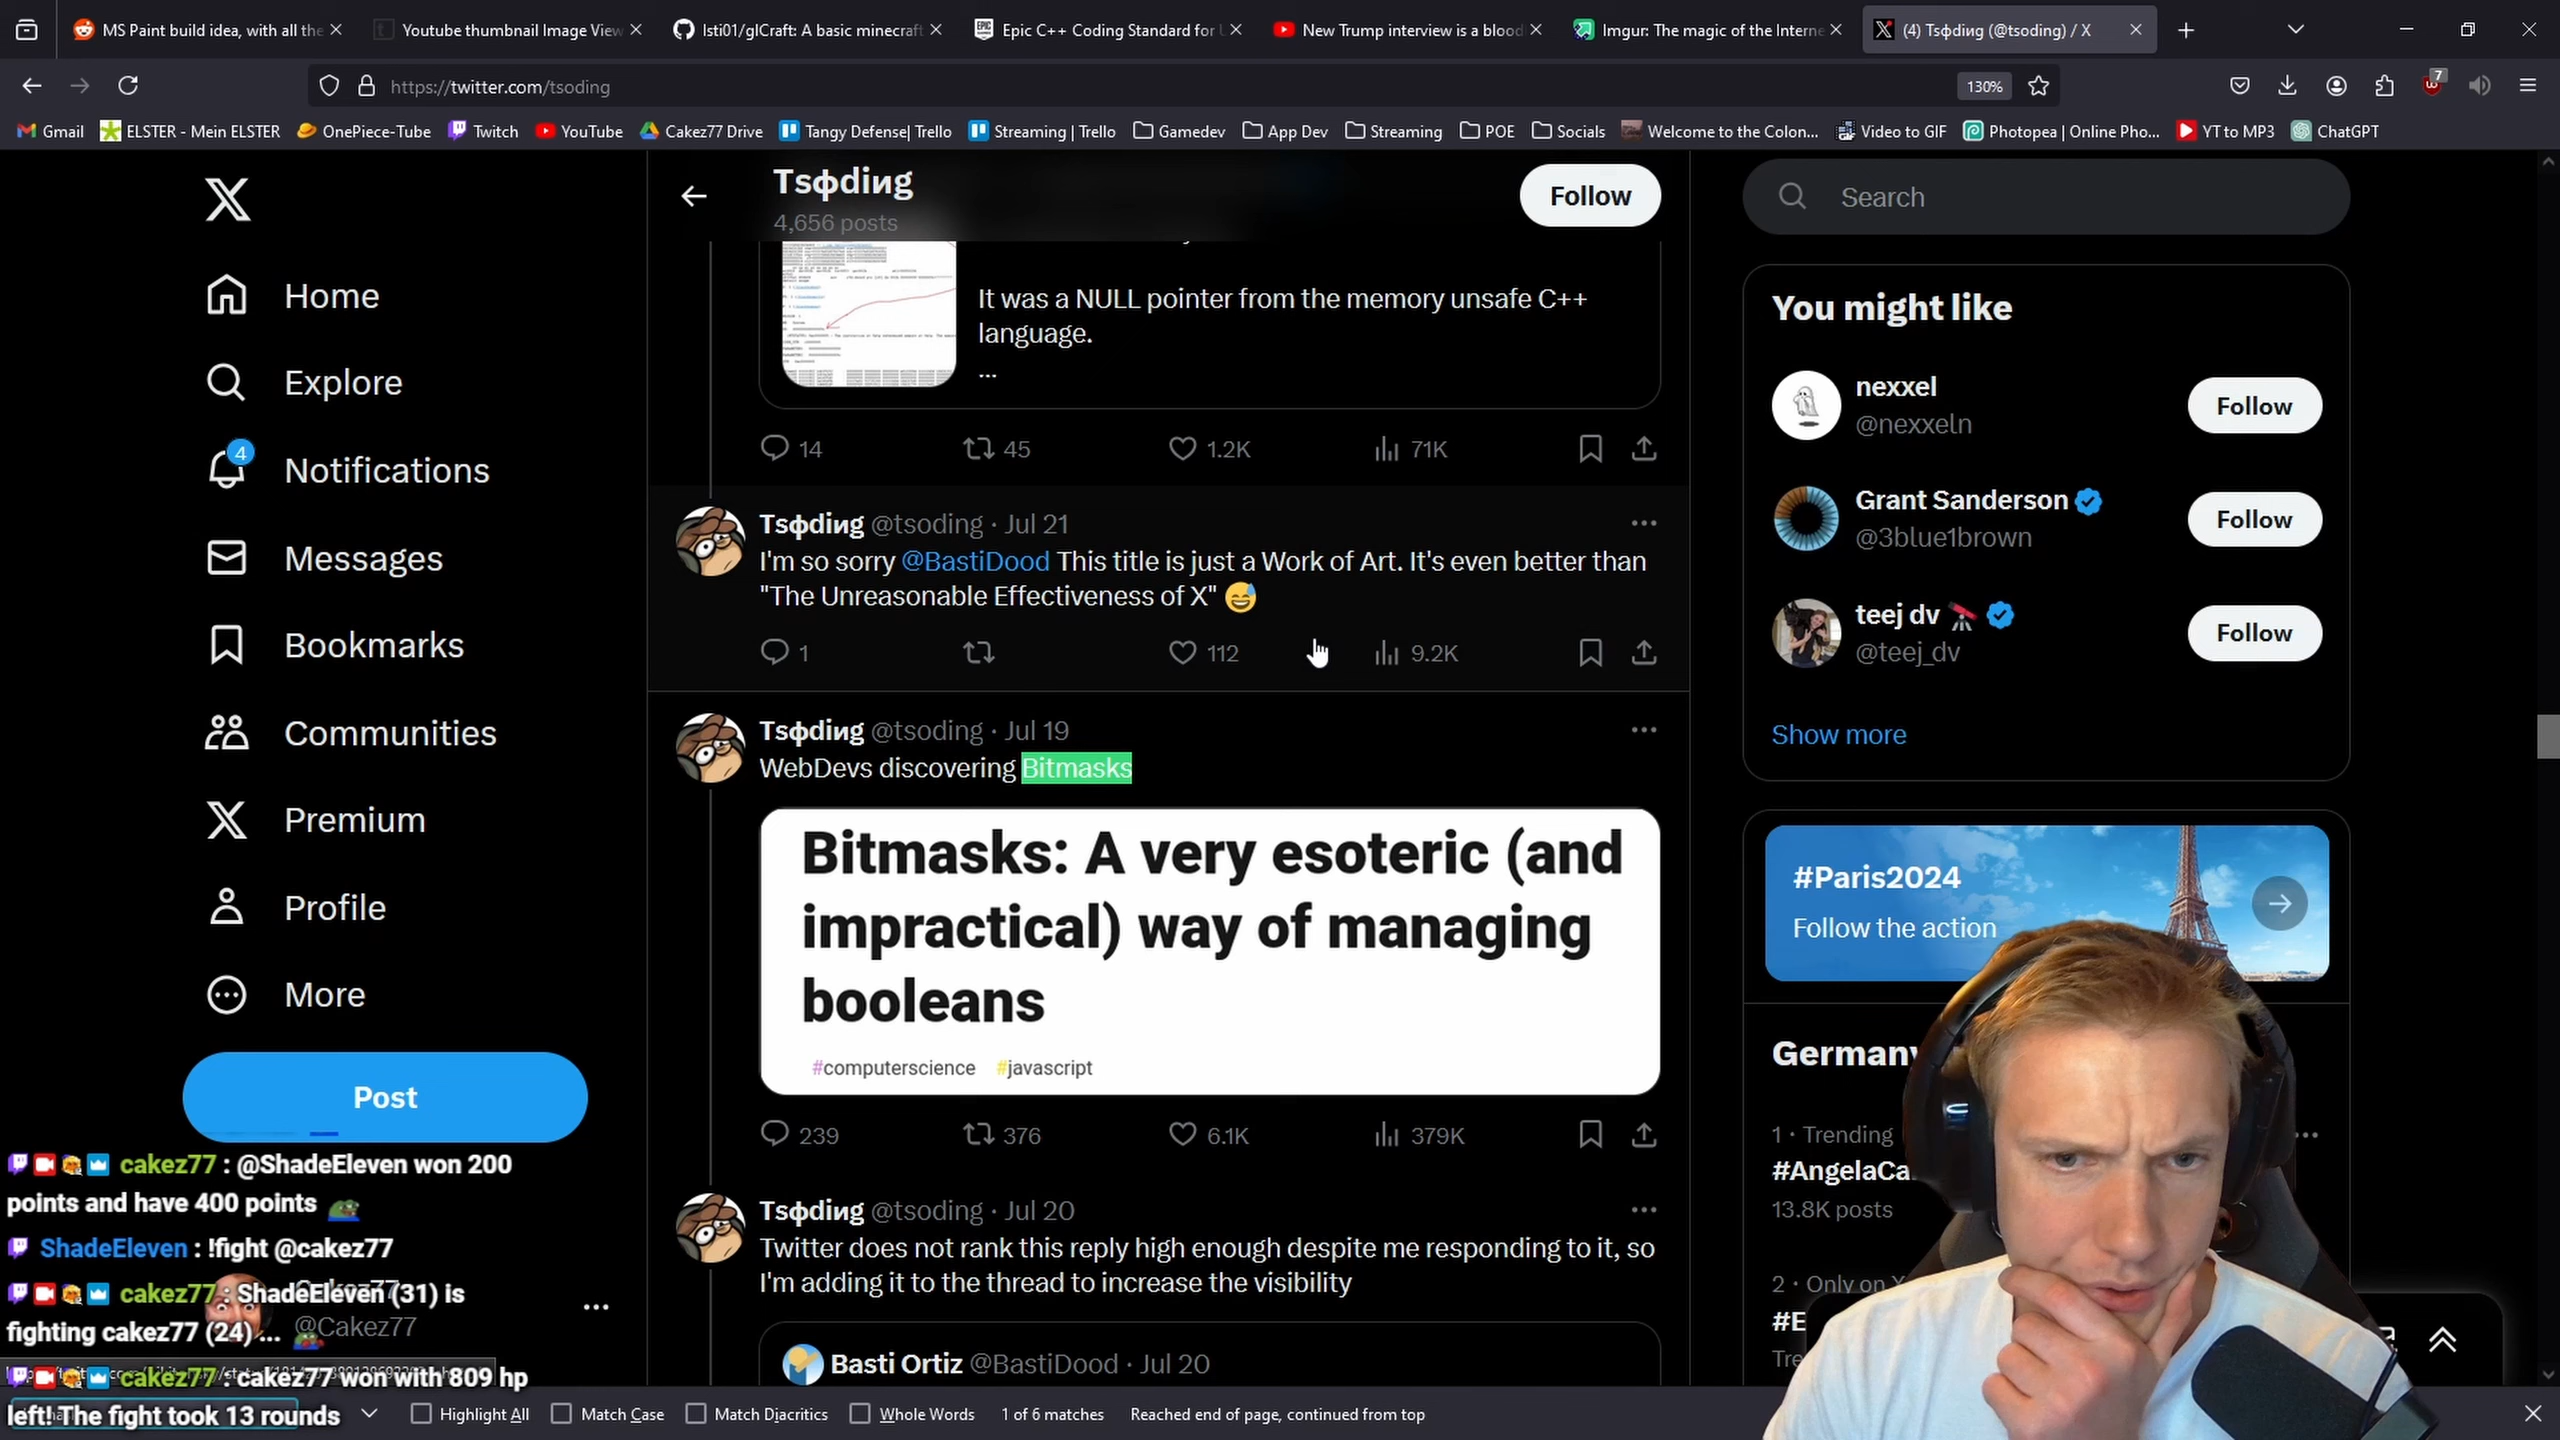 MS Paint build idea, with all the
Youtube thumbnail Image View
Isti01/glCraft: A basic minecraft
Epic C++ Coding Standard for
New Trump interview is a blood
Imgur: The magic of the Interne
(4) Tsфdiиg (@tsoding) / X
https://twitter.com/tsoding
130%
7
Gmail
ELSTER - Mein ELSTER
OnePiece-Tube
Twitch
YouTube
Cakez77 Drive
Tangy Defense| Trello
Streaming | Trello
Gamedev
App Dev
Streaming
POE
Socials
Welcome to the Colon...
Video to GIF
Photopea | Online Pho...
YT to MP3
ChatGPT
Home
Explore
4
Notifications
Messages
Bookmarks
Communities
Premium
Profile
More
Post
Tsфdiиg
4,656 posts
Follow
It was a NULL pointer from the memory unsafe C++
language.
...
14 45 1.2K 71K
Tsфdiиg @tsoding · Jul 21
I'm so sorry @BastiDood This title is just a Work of Art. It's even better than
"The Unreasonable Effectiveness of X" 😅
1 112 9.2K
Tsфdiиg @tsoding · Jul 19
WebDevs discovering Bitmasks
Bitmasks: A very esoteric (and
impractical) way of managing
booleans
#computerscience #javascript
239 376 6.1K 379K
Tsфdiиg @tsoding · Jul 20
Twitter does not rank this reply high enough despite me responding to it, so
I'm adding it to the thread to increase the visibility
Basti Ortiz @BastiDood · Jul 20
Search
You might like
nexxel
@nexxeln
Follow
Grant Sanderson
@3blue1brown
Follow
teej dv
@teej_dv
Follow
Show more
#Paris2024
Follow the action
Germany
1 · Trending
#AngelaCa
13.8K posts
2 · Only on X
#E
cakez77 : @ShadeEleven won 200
points and have 400 points
ShadeEleven : !fight @cakez77
cakez77 : ShadeEleven (31) is
fighting cakez77 (24) ...
@Cakez77
cakez77 : cakez77 won with 809 hp
left! The fight took 13 rounds
Highlight All
Match Case
Match Diacritics
Whole Words
1 of 6 matches
Reached end of page, continued from top